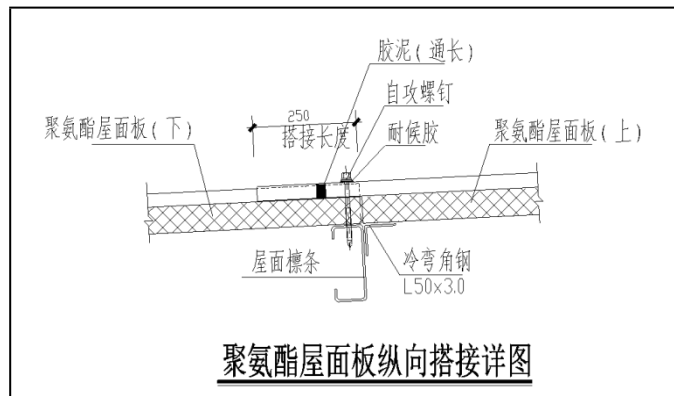 胶泥(通长)
自攻螺钉
250
搭接长度
耐候胶
聚氨酯屋面板(下)
聚氨酯屋面板(上)
屋面檩条
冷弯角钢
L50x3.0
聚氨酯屋面板纵向搭接详图